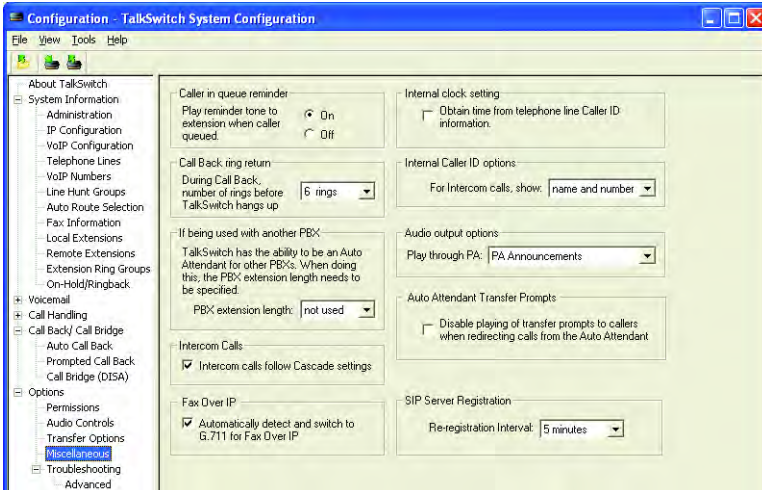 Configuration - TalkSwitch System Configuration
File View Tools Help
About TalkSwitch
System Information
Administration
IP Configuration
VoIP Configuration
Telephone Lines
VoIP Numbers
Line Hunt Groups
Auto Route Selection
Fax Information
Local Extensions
Remote Extensions
Extension Ring Groups
On-Hold/Ringback
Voicemail
Call Handling
Call Back/ Call Bridge
Auto Call Back
Prompted Call Back
Call Bridge (DISA)
Options
Permissions
Audio Controls
Transfer Options
Miscellaneous
Troubleshooting
Advanced
Caller in queue reminder
Play reminder tone to
extension when caller
queued.
On
Off
Call Back ring return
During Call Back,
number of rings before
TalkSwitch hangs up
6 rings
If being used with another PBX
TalkSwitch has the ability to be an Auto
Attendant for other PBXs. When doing
this, the PBX extension length needs to
be specified.
PBX extension length: not used
Intercom Calls
Intercom calls follow Cascade settings
Fax Over IP
Automatically detect and switch to
G.711 for Fax Over IP
Internal clock setting
Obtain time from telephone line Caller ID
information.
Internal Caller ID options
For Intercom calls, show: name and number
Audio output options
Play through PA: PA Announcements
Auto Attendant Transfer Prompts
Disable playing of transfer prompts to callers
when redirecting calls from the Auto Attendant
SIP Server Registration
Re-registration Interval: 5 minutes